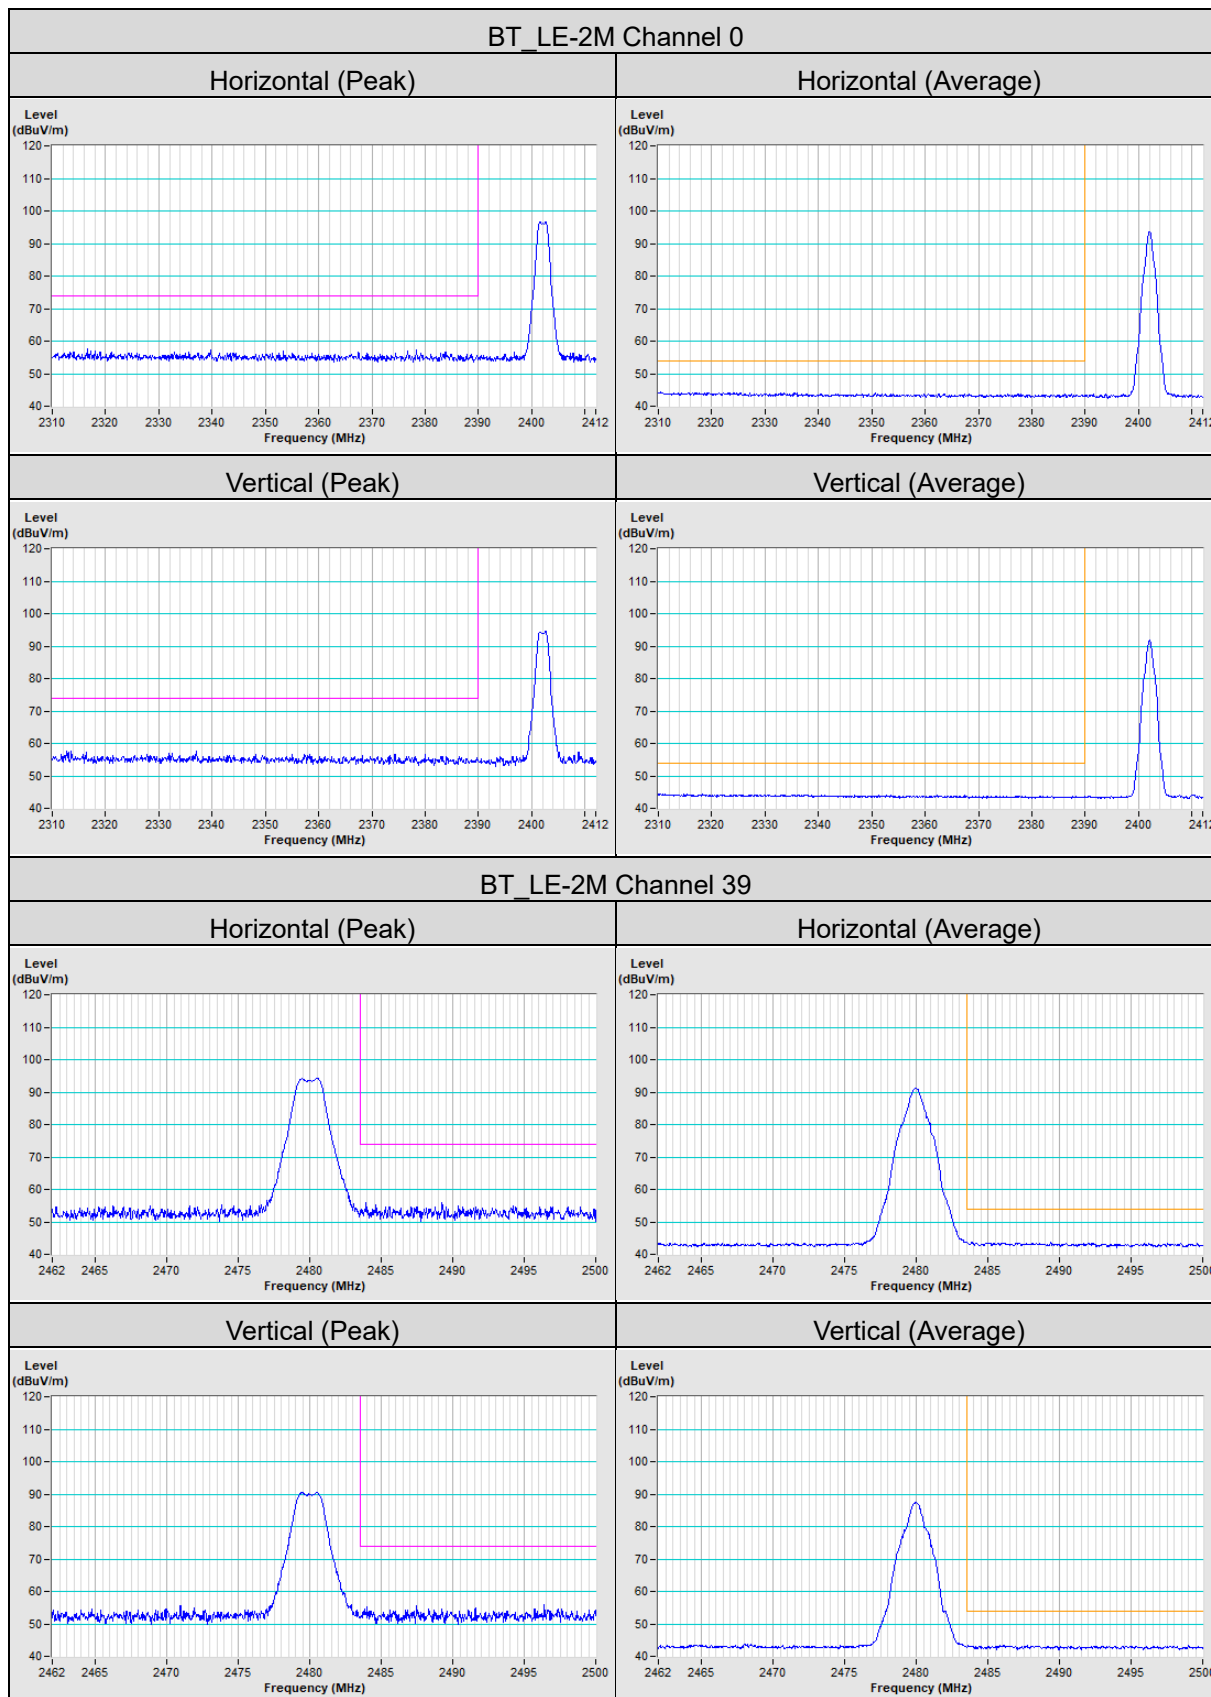 BT_LE-2M Channel 0
Horizontal (Peak)
Horizontal (Average)
Level
(dBuV/m)
120
110
100
90
80
70
60
50
40
2310 2320 2330 2340 2350 2360 2370 2380 2390 2400 2412
Frequency (MHz)
Level
(dBuV/m)
120
110
100
90
80
70
60
50
40
2310 2320 2330 2340 2350 2360 2370 2380 2390 2400 2412
Frequency (MHz)
Vertical (Peak)
Vertical (Average)
Level
(dBuV/m)
120
110
100
90
80
70
60
50
40
2310 2320 2330 2340 2350 2360 2370 2380 2390 2400 2412
Frequency (MHz)
Level
(dBuV/m)
120
110
100
90
80
70
60
50
40
2310 2320 2330 2340 2350 2360 2370 2380 2390 2400 2412
Frequency (MHz)
BT_LE-2M Channel 39
Horizontal (Peak)
Horizontal (Average)
Level
(dBuV/m)
120
110
100
90
80
70
60
50
40
2462 2465 2470 2475 2480 2485 2490 2495 2500
Frequency (MHz)
Level
(dBuV/m)
120
110
100
90
80
70
60
50
40
2462 2465 2470 2475 2480 2485 2490 2495 2500
Frequency (MHz)
Vertical (Peak)
Vertical (Average)
Level
(dBuV/m)
120
110
100
90
80
70
60
50
40
2462 2465 2470 2475 2480 2485 2490 2495 2500
Frequency (MHz)
Level
(dBuV/m)
120
110
100
90
80
70
60
50
40
2462 2465 2470 2475 2480 2485 2490 2495 2500
Frequency (MHz)